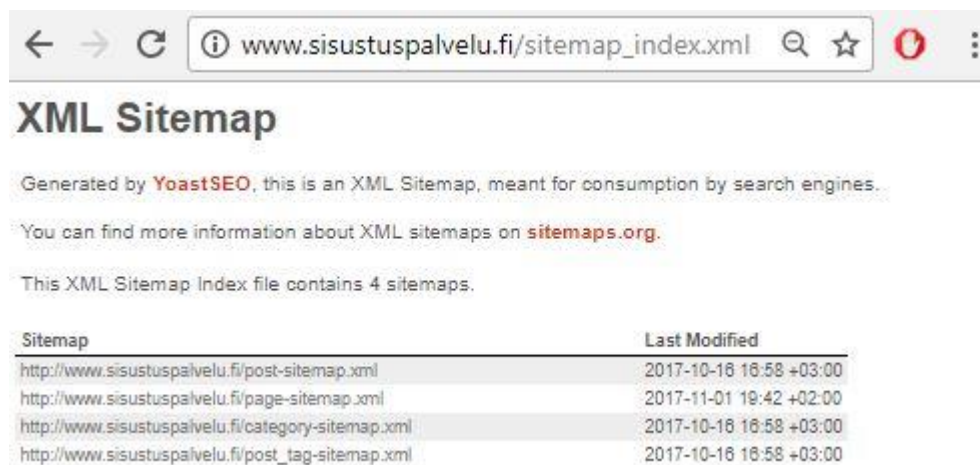 www.sisustuspalvelu.fi/sitemap_index.xml
XML Sitemap
Generated by YoastSEO, this is an XML Sitemap, meant for consumption by search engines.
You can find more information about XML sitemaps on sitemaps.org.
This XML Sitemap Index file contains 4 sitemaps.
Sitemap Last Modified
http://www.sisustuspalvelu.fi/post-sitemap.xml 2017-10-16 16:58 +03:00
http://www.sisustuspalvelu.fi/page-sitemap.xml 2017-11-01 19:42 +02:00
http://www.sisustuspalvelu.fi/category-sitemap.xml 2017-10-16 16:58 +03:00
http://www.sisustuspalvelu.fi/post_tag-sitemap.xml 2017-10-16 16:58 +03:00